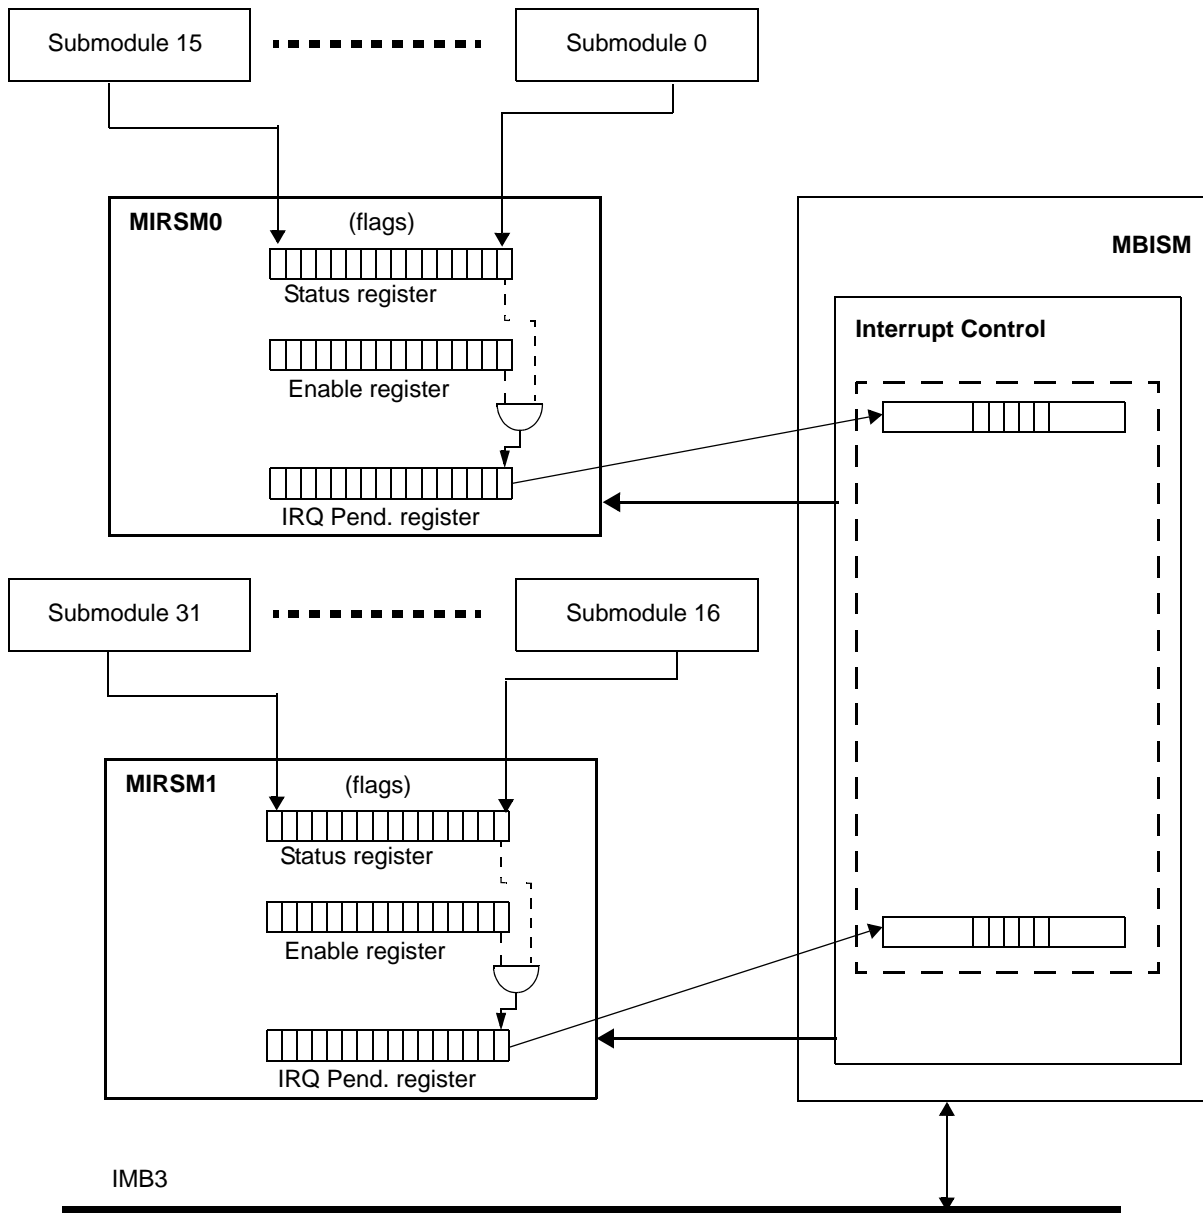 Submodule 15
Submodule 0
MIRSM0
(flags)
MBISM
Status register
Interrupt Control
Enable register
IRQ Pend. register
Submodule 31
Submodule 16
MIRSM1
(flags)
Status register
Enable register
IRQ Pend. register
IMB3